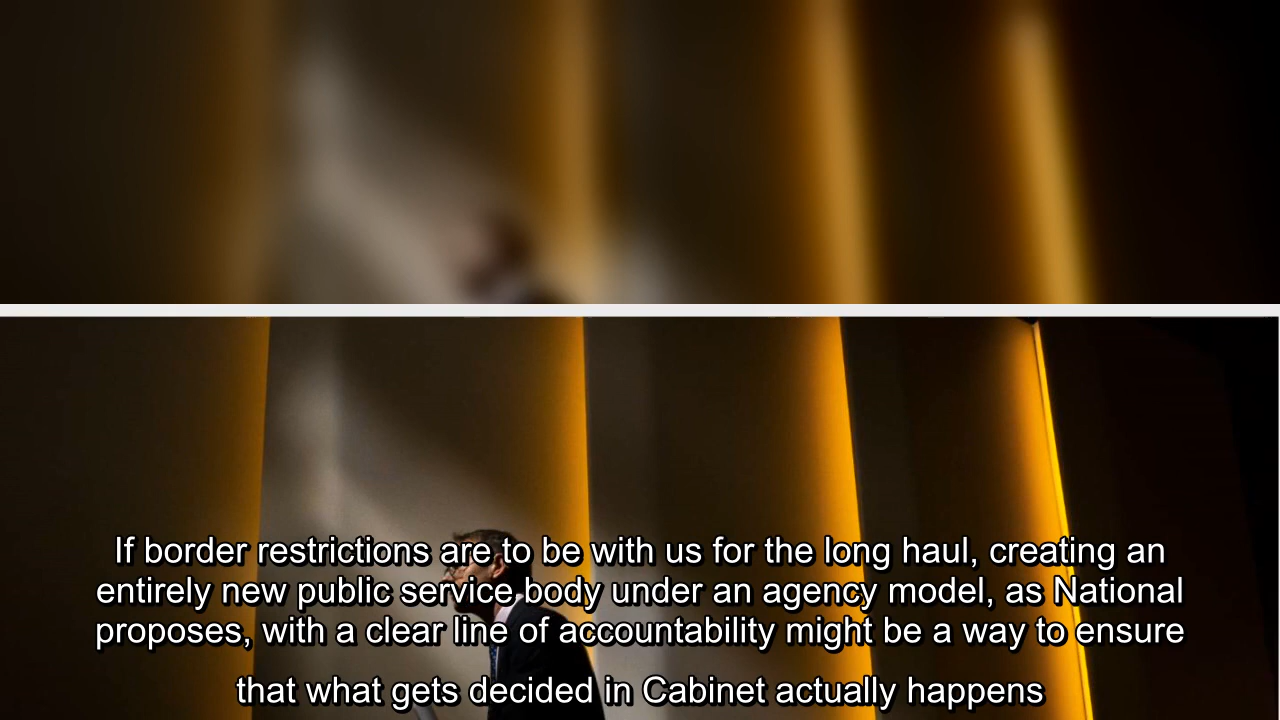 If border restrictions are to be with us for the long haul, creating an
entirely new public service body under an agency model, as National
proposes, with a clear line of accountability might be a way to ensure
that what gets decided in Cabinet actually happens